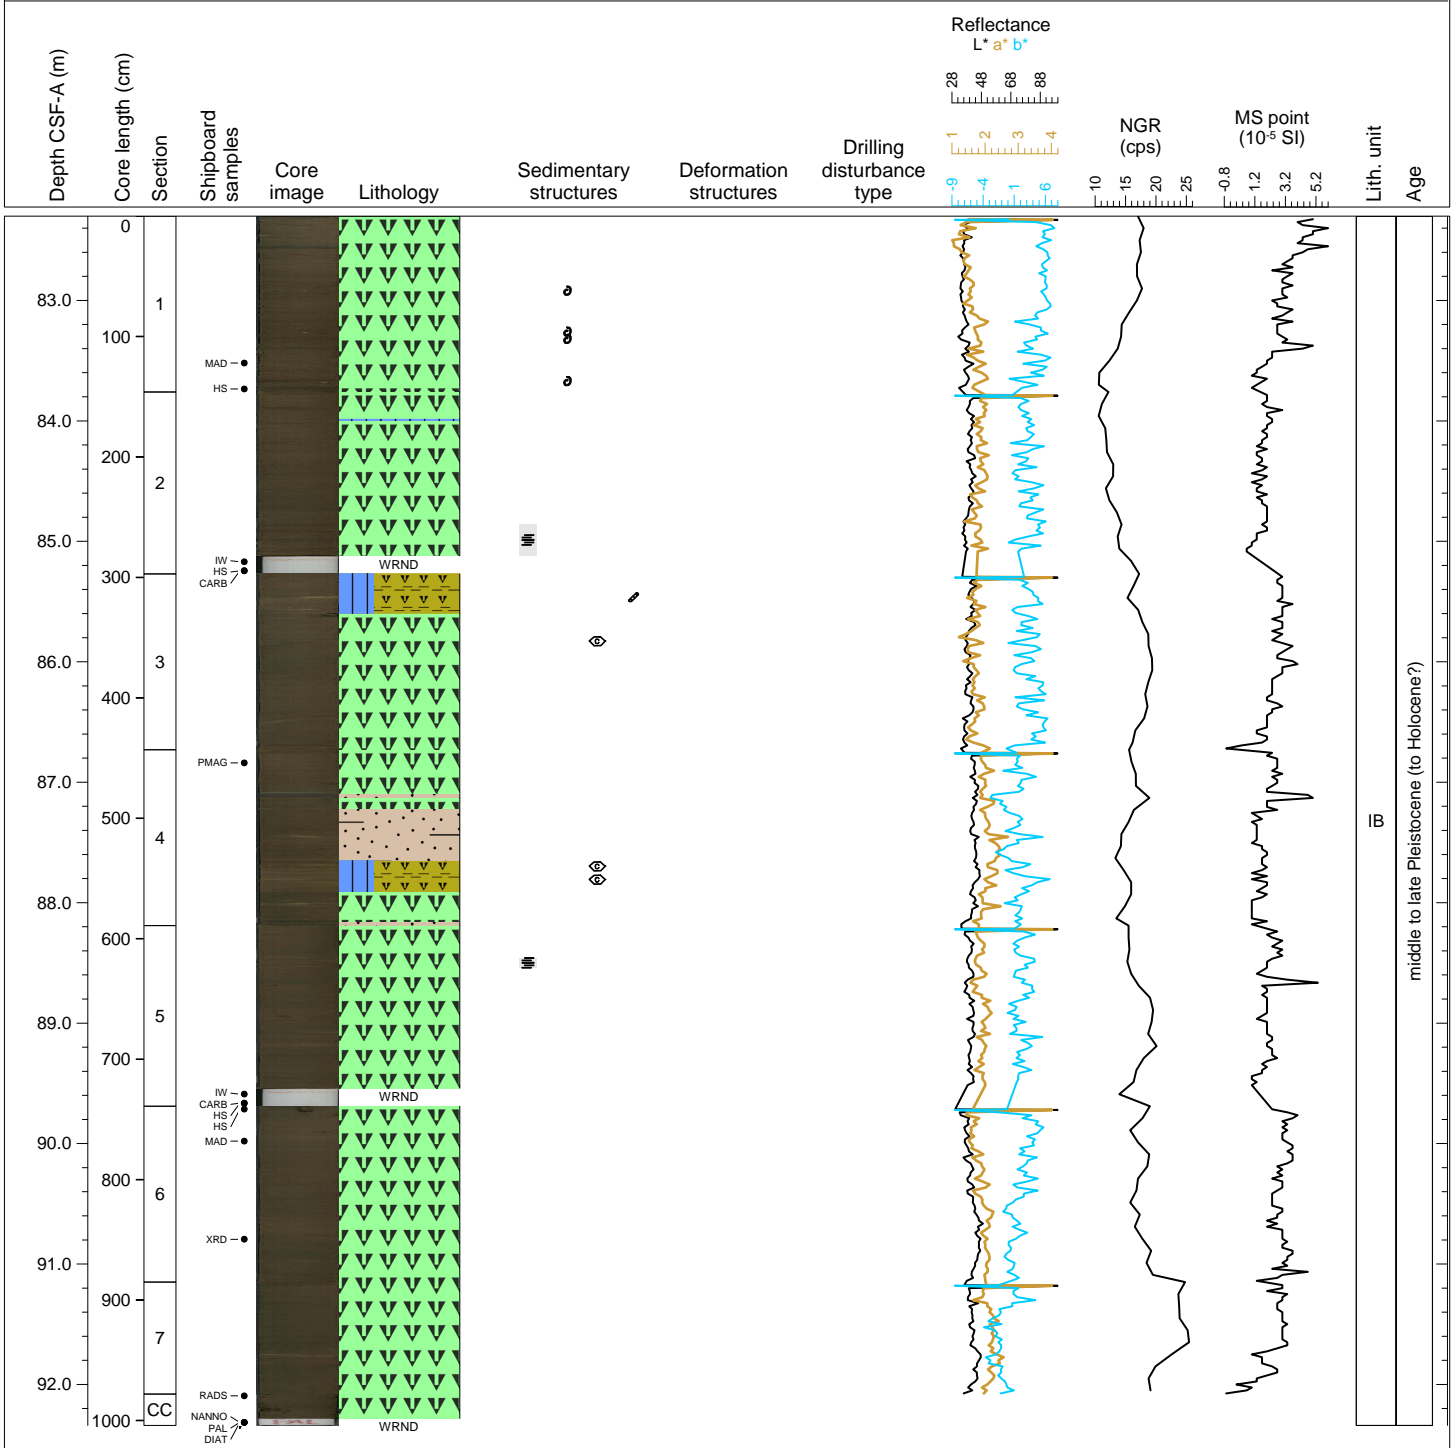 Depth CSF-A (m)
Core length (cm)
Section
Shipboard
samples
Core
image
Lithology
Sedimentary
structures
Deformation
structures
Drilling
disturbance
type
Reflectance
L* a* b*
28 48 68 88
1 2 3 4
-9 -4 1 6
NGR
(cps)
10 15 20 25
MS point
(10-5 SI)
-0.8 1.2 3.2 5.2
Lith. unit
Age
0
83.0
1
100
MAD
HS
84.0
200
2
85.0
IW
HS
CARB
WRND
300
3
86.0
c
400
PMAG
87.0
500
4
IB
middle to late Pleistocene (to Holocene?)
c
c
88.0
600
89.0
5
700
IW
CARB
HS
HS
WRND
MAD
90.0
800
6
XRD
91.0
900
7
92.0
RADS
CC
NANNO
PAL
DIAT
1000
PAL
WRND